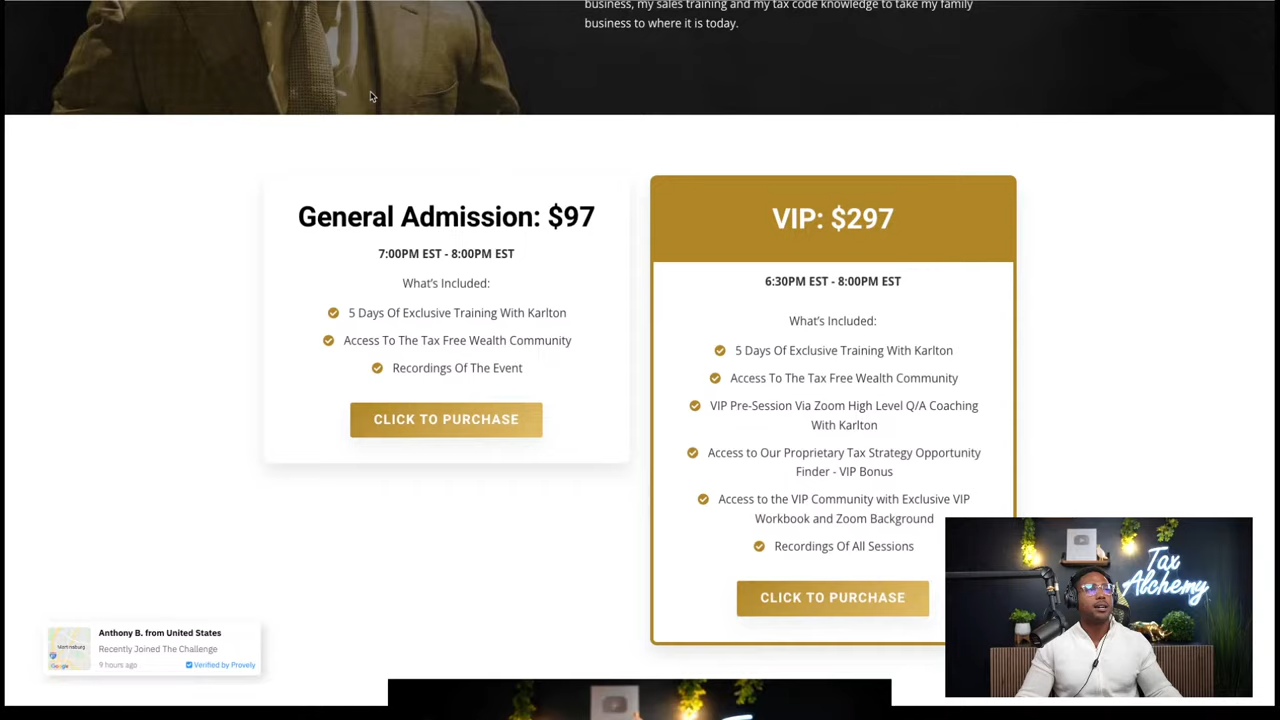 business, my sales training and my tax code knowledge to take my family
business to where it is today.
General Admission: $97
7:00PM EST - 8:00PM EST
What's Included:
5 Days Of Exclusive Training With Karlton
Access To The Tax Free Wealth Community
Recordings Of The Event
CLICK TO PURCHASE
VIP: $297
6:30PM EST - 8:00PM EST
What's Included:
5 Days Of Exclusive Training With Karlton
Access To The Tax Free Wealth Community
VIP Pre-Session Via Zoom High Level Q/A Coaching
With Karlton
Access to Our Proprietary Tax Strategy Opportunity
Finder - VIP Bonus
Access to the VIP Community with Exclusive VIP
Workbook and Zoom Background
Recordings Of All Sessions
CLICK TO PURCHASE
Tax
Alchemy
Anthony B. from United States
Recently Joined The Challenge
9 hours ago
Verified by Provely
Google